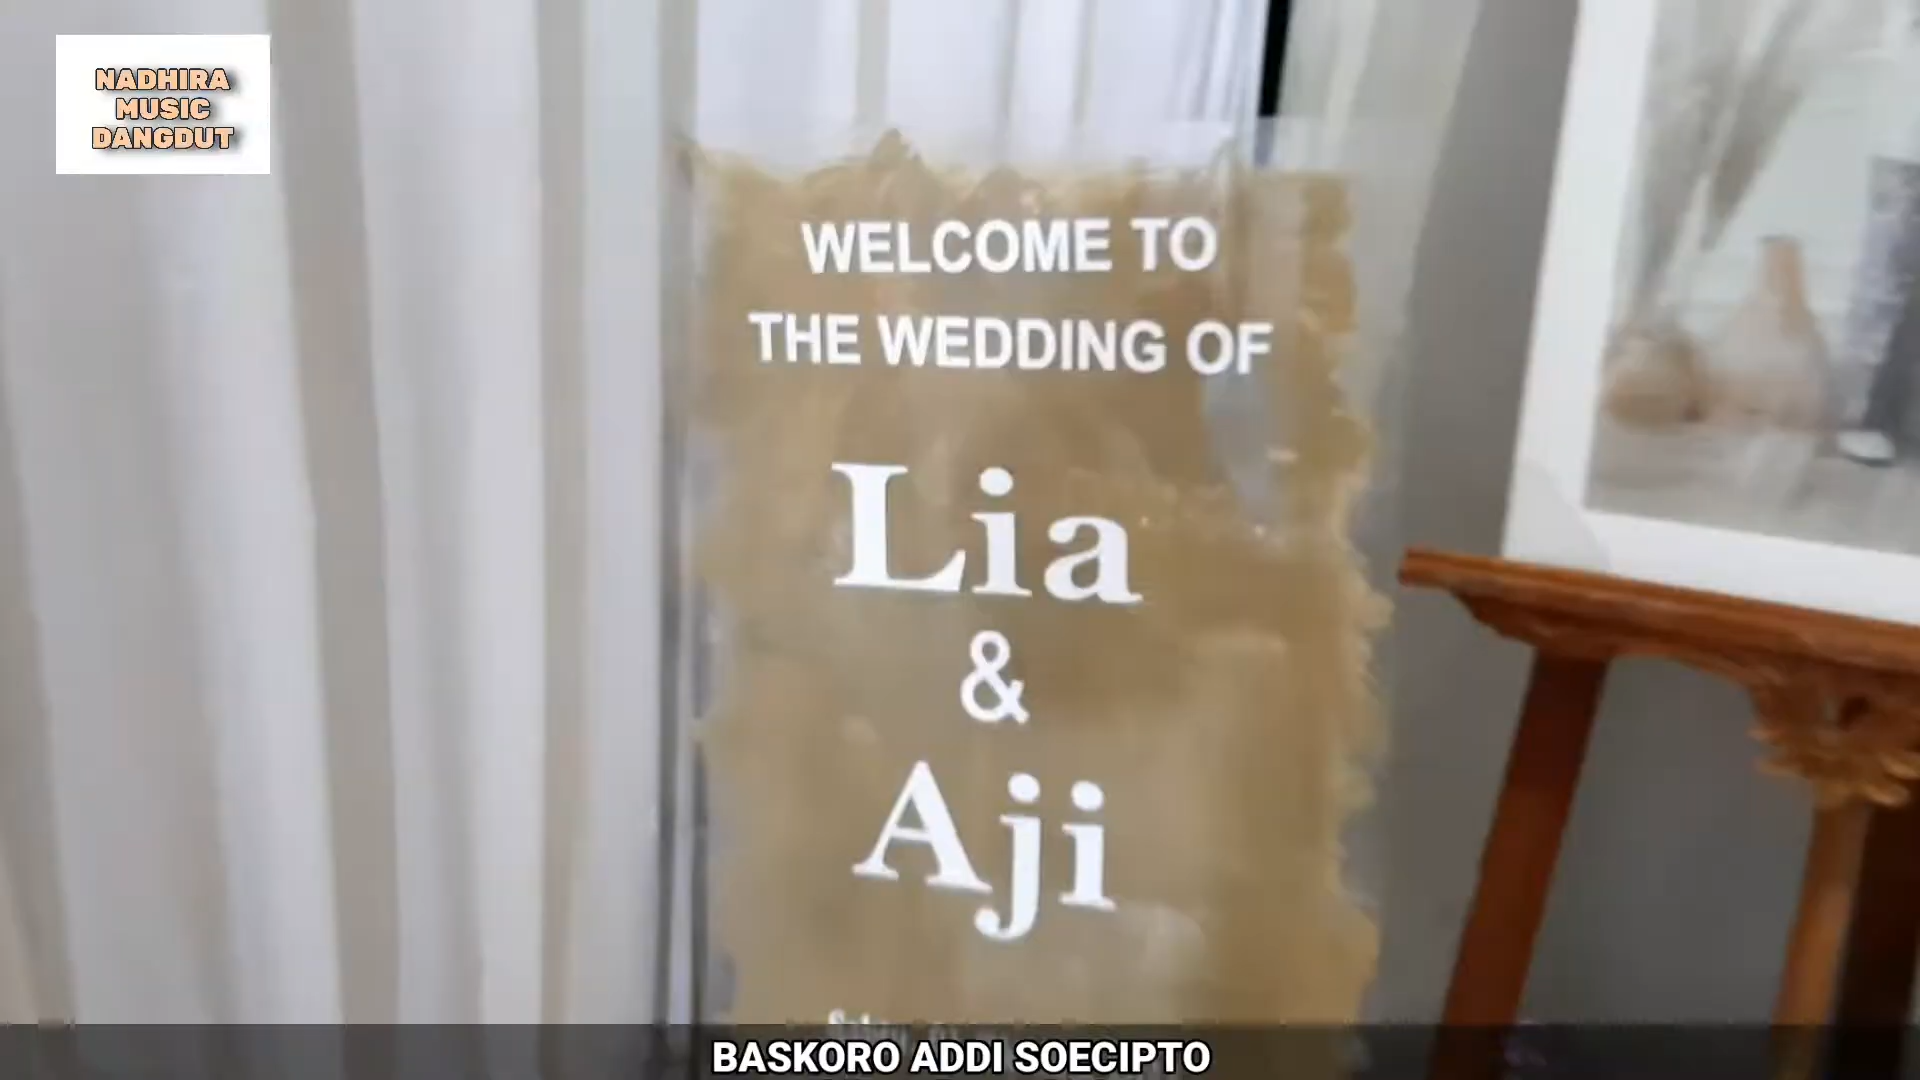 NADHIRA
MUSIC
DANGDUT
WELCOME TO
THE WEDDING OF
Lia
&
Aji
BASKORO ADDI SOECIPTO